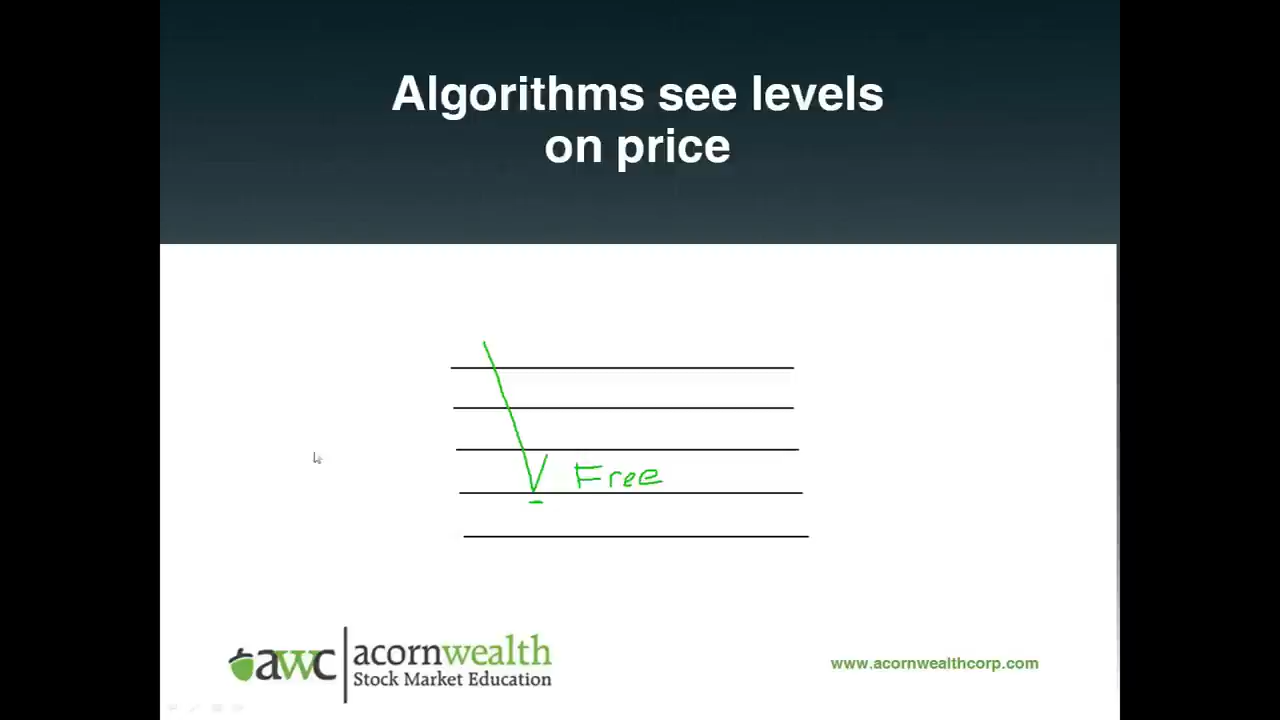 Algorithms see levels
on price
Free
awc acornwealth
Stock Market Education
www.acornwealthcorp.com